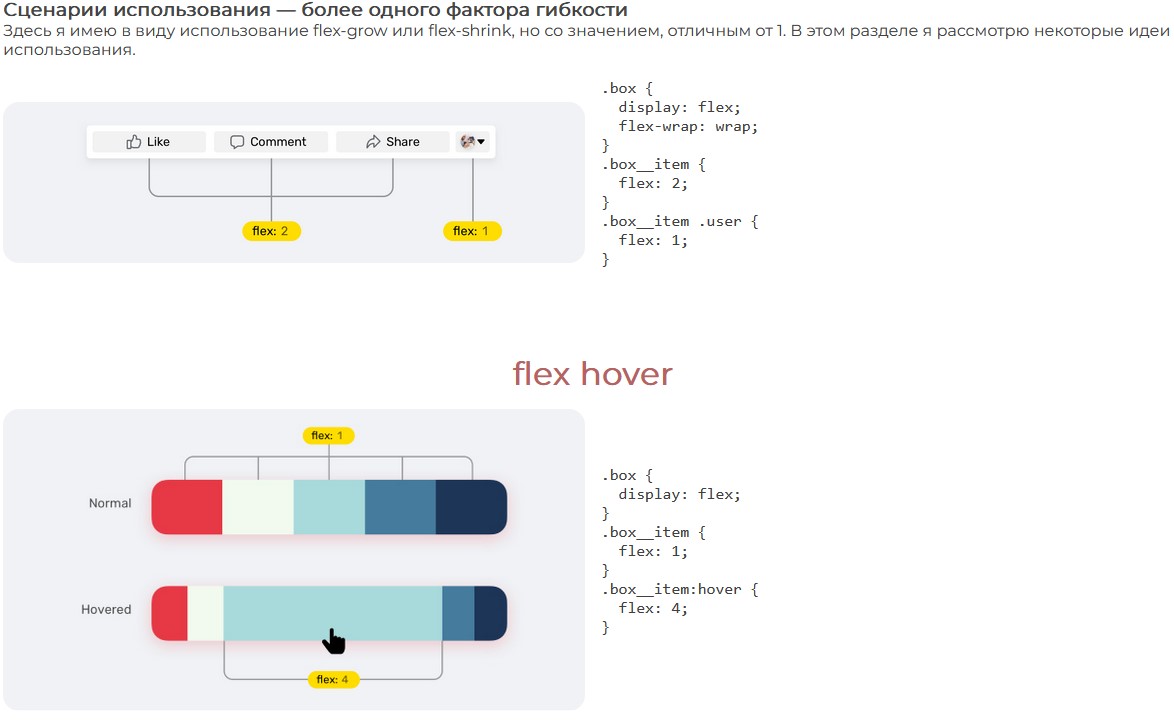 Сценарии использования — более одного фактора гибкости
Здесь я имею в виду использование flex-grow или flex-shrink, но со значением, отличным от 1. В этом разделе я рассмотрю некоторые идеи
использования.
Like
Comment
Share
flex: 2
flex: 1
.box {
  display: flex;
  flex-wrap: wrap;
}
.box__item {
  flex: 2;
}
.box__item .user {
  flex: 1;
}
flex hover
flex: 1
Normal
Hovered
flex: 4
.box {
  display: flex;
}
.box__item {
  flex: 1;
}
.box__item:hover {
  flex: 4;
}